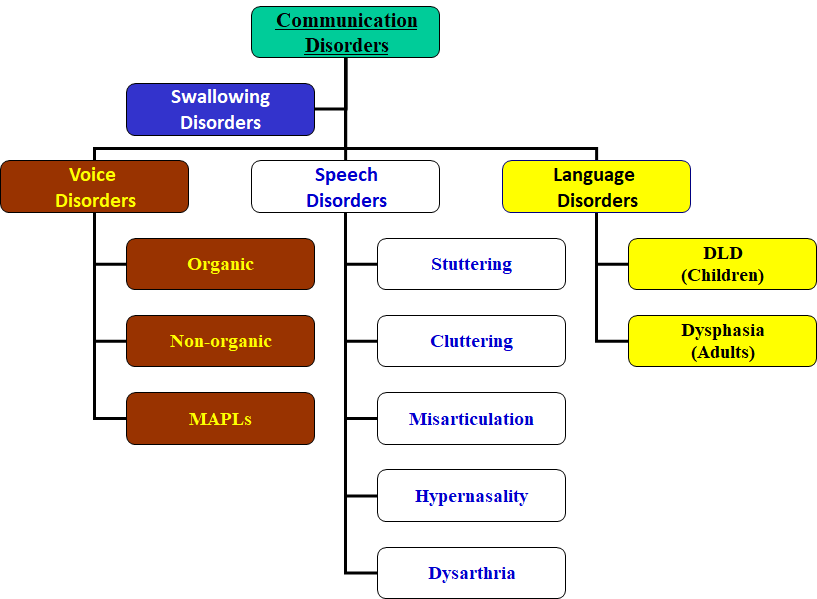 Communication
Disorders
Swallowing
Disorders
Voice
Disorders
Speech
Disorders
Language
Disorders
Organic
Non-organic
MAPLs
Stuttering
Cluttering
Misarticulation
Hypernasality
Dysarthria
DLD
(Children)
Dysphasia
(Adults)